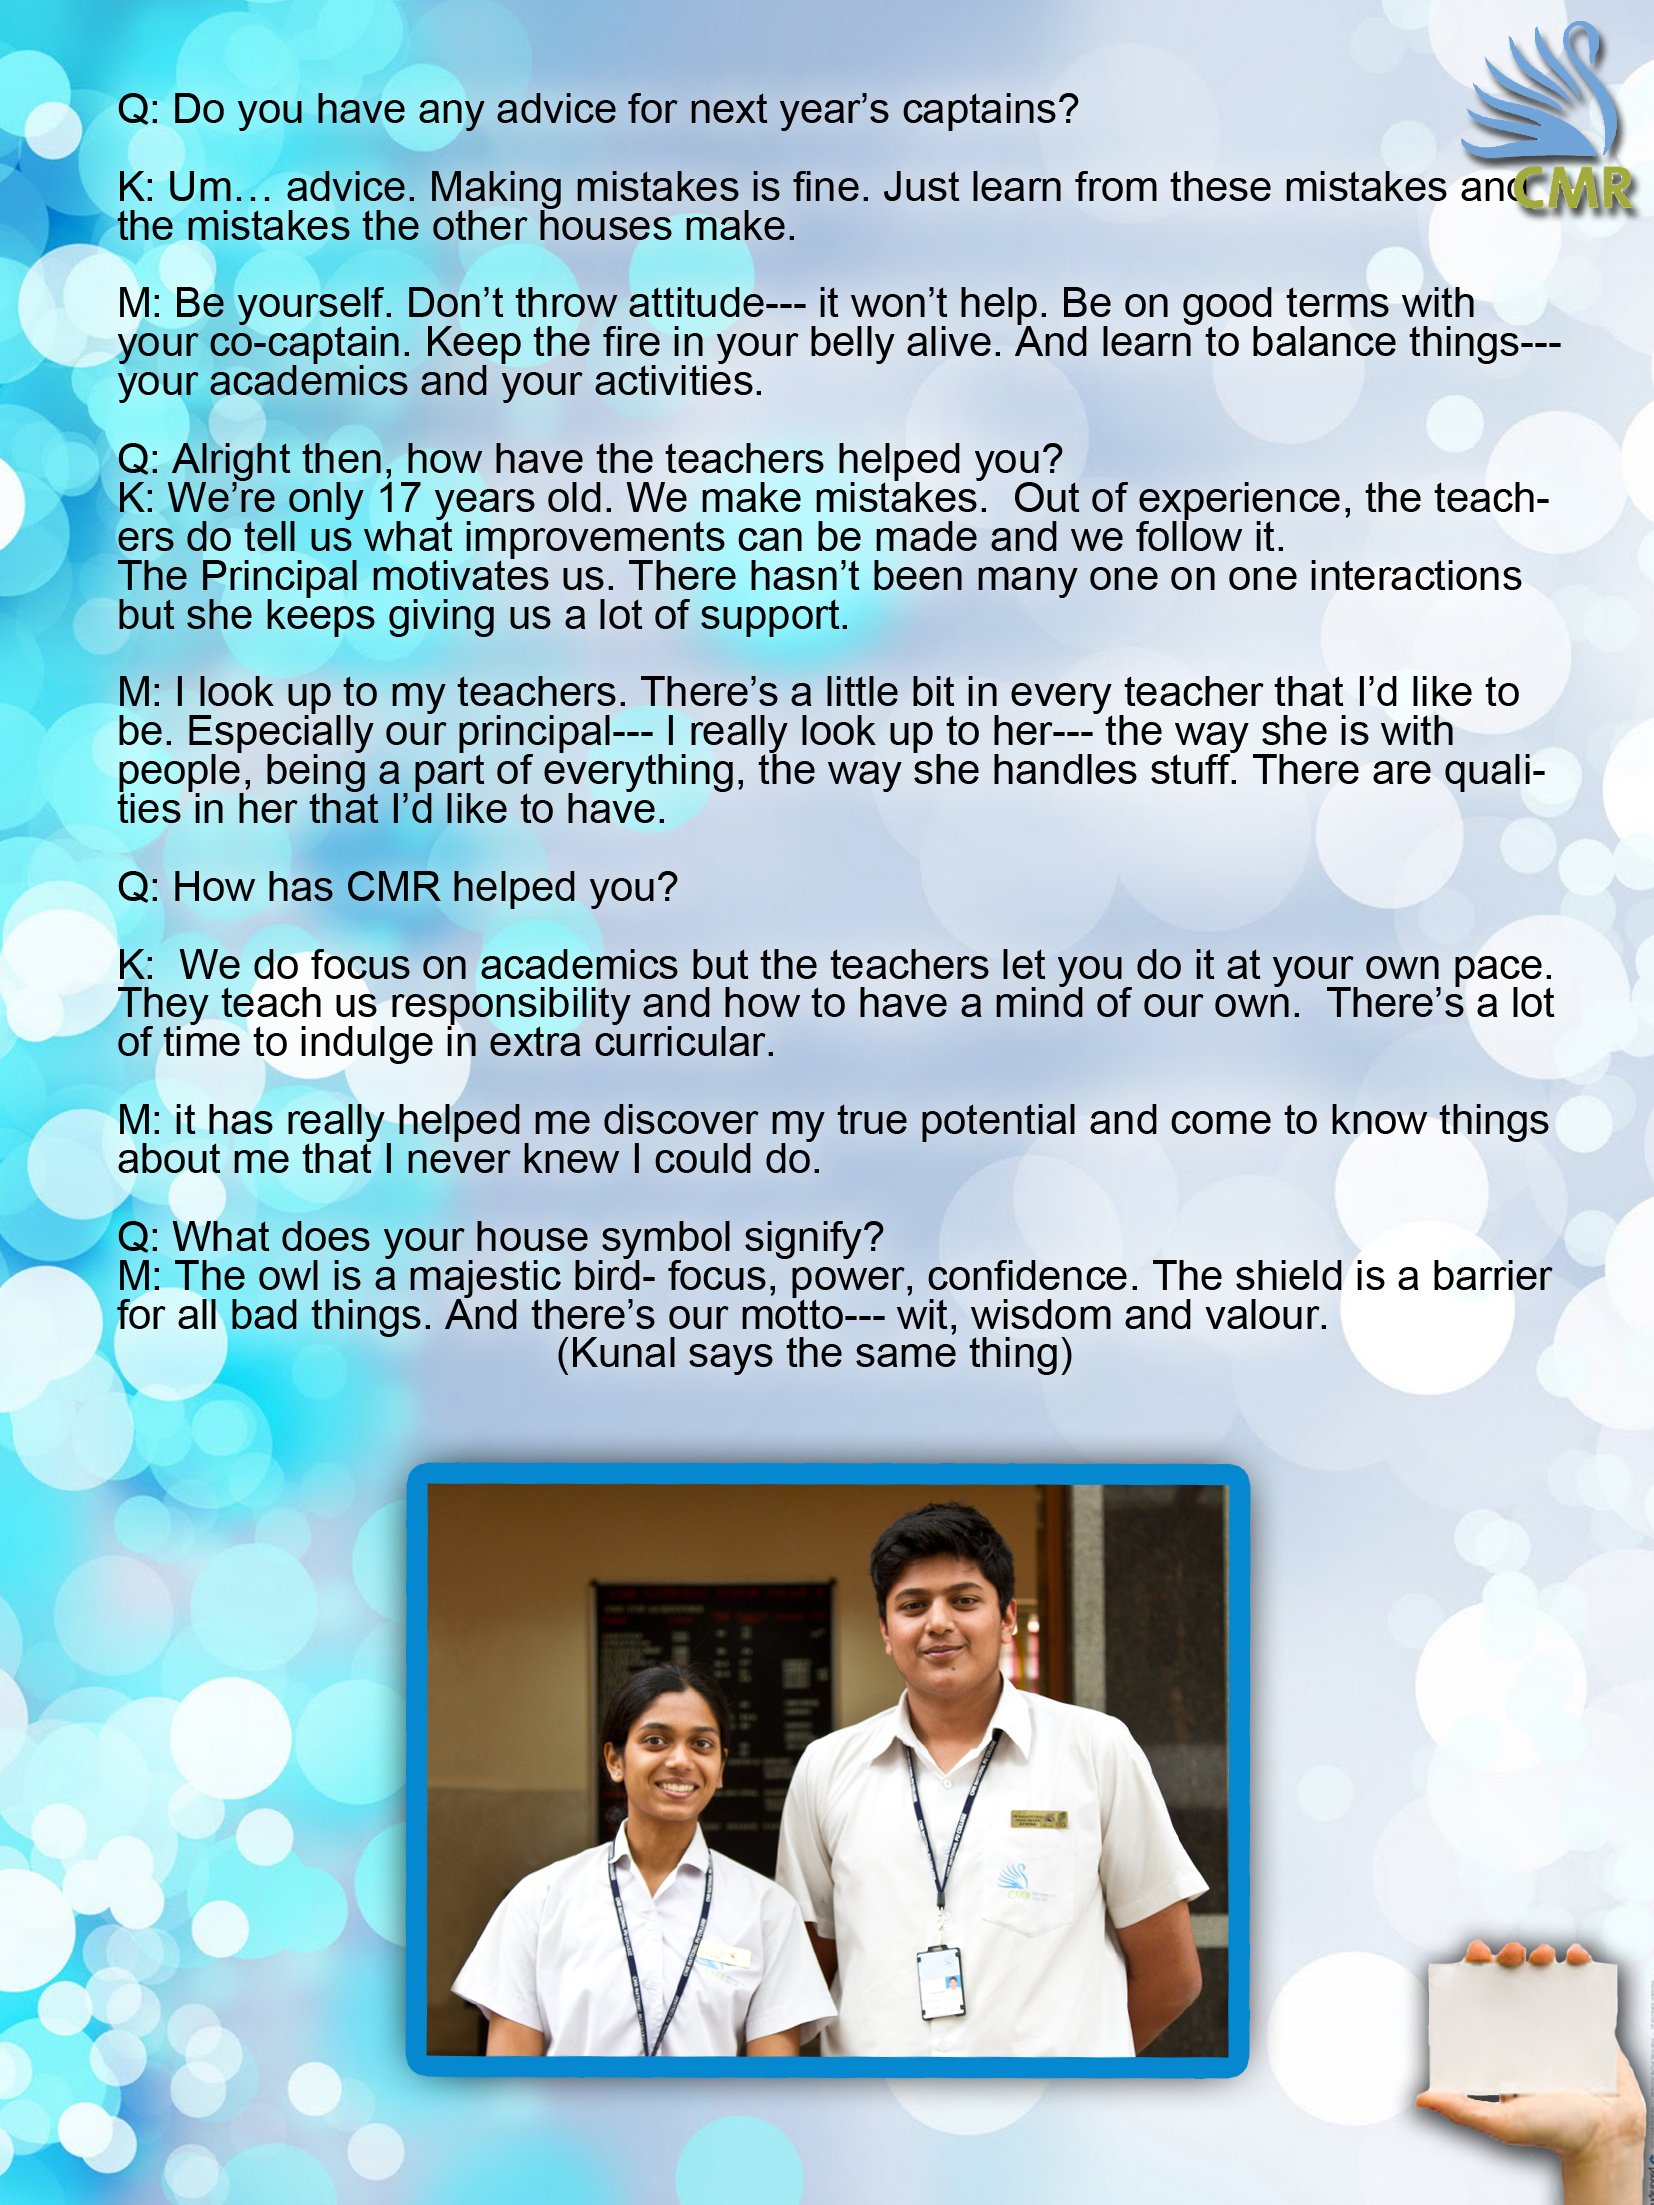 CMR
Q: Do you have any advice for next year’s captains?
K: Um… advice. Making mistakes is fine. Just learn from these mistakes and
the mistakes the other houses make.
M: Be yourself. Don’t throw attitude--- it won’t help. Be on good terms with
your co-captain. Keep the fire in your belly alive. And learn to balance things---
your academics and your activities.
Q: Alright then, how have the teachers helped you?
K: We’re only 17 years old. We make mistakes.  Out of experience, the teach-
ers do tell us what improvements can be made and we follow it.
The Principal motivates us. There hasn’t been many one on one interactions
but she keeps giving us a lot of support.
M: I look up to my teachers. There’s a little bit in every teacher that I’d like to
be. Especially our principal--- I really look up to her--- the way she is with
people, being a part of everything, the way she handles stuff. There are quali-
ties in her that I’d like to have.
Q: How has CMR helped you?
K:  We do focus on academics but the teachers let you do it at your own pace.
They teach us responsibility and how to have a mind of our own.  There’s a lot
of time to indulge in extra curricular.
M: it has really helped me discover my true potential and come to know things
about me that I never knew I could do.
Q: What does your house symbol signify?
M: The owl is a majestic bird- focus, power, confidence. The shield is a barrier
for all bad things. And there’s our motto--- wit, wisdom and valour.
(Kunal says the same thing)
CMR